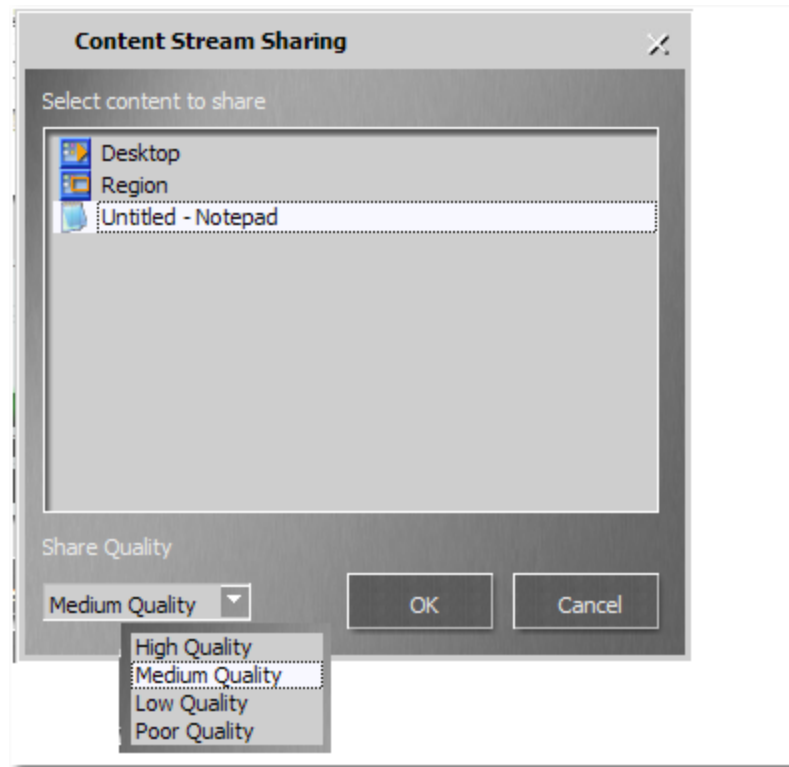 Content Stream Sharing
Select content to share
Desktop
Region
Untitled - Notepad
Share Quality
Medium Quality
OK
Cancel
High Quality
Medium Quality
Low Quality
Poor Quality